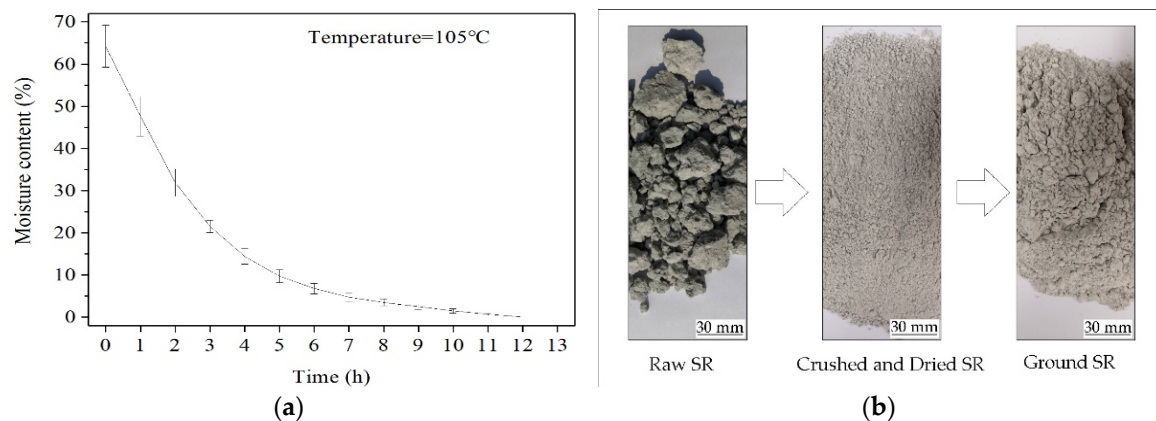 Temperature=105℃
Moisture content (%)
70
60
50
40
30
20
10
0
0 1 2 3 4 5 6 7 8 9 10 11 12 13
Time (h)
(a)
30 mm
30 mm
30 mm
Raw SR
Crushed and Dried SR
Ground SR
(b)